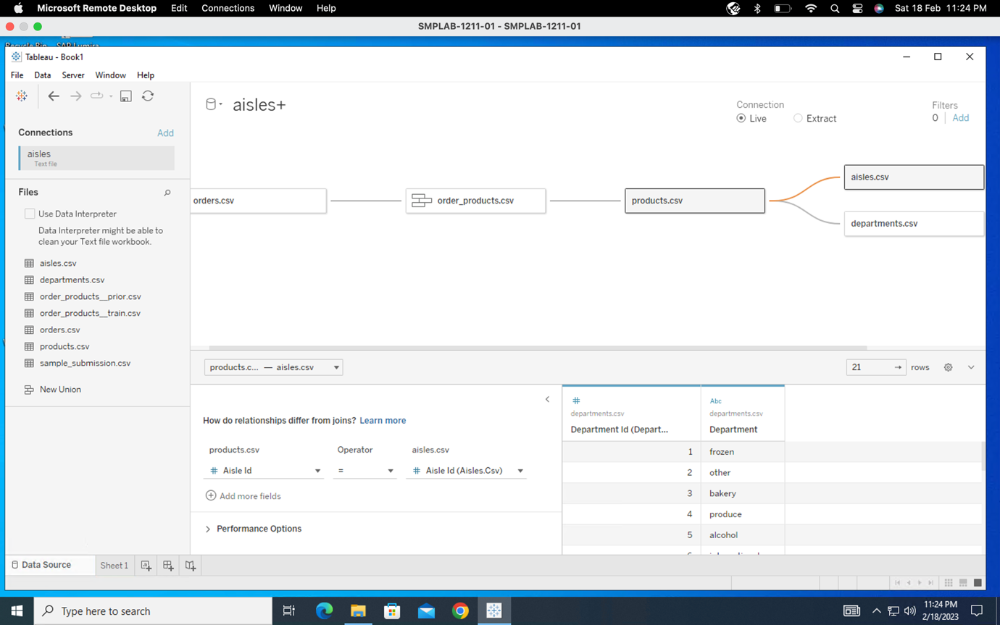 Microsoft Remote Desktop Edit Connections Window Help Sat 18 Feb 11:24 PM
SMPLAB-1211-01 - SMPLAB-1211-01
Recycle Bin SAP Lumira
Tableau - Book1
File Data Server Window Help
aisles+
Connection
Live Extract
Filters
0 Add
Connections Add
aisles
Text file
Files
Use Data Interpreter
Data Interpreter might be able to
clean your Text file workbook.
aisles.csv
departments.csv
order_products__prior.csv
order_products__train.csv
orders.csv
products.csv
sample_submission.csv
New Union
orders.csv
order_products.csv
products.csv
aisles.csv
departments.csv
products.c... — aisles.csv
21 → rows
How do relationships differ from joins? Learn more
products.csv Operator aisles.csv
# Aisle Id = # Aisle Id (Aisles.Csv)
Add more fields
Performance Options
# Abc
departments.csv departments.csv
Department Id (Depart... Department
1 frozen
2 other
3 bakery
4 produce
5 alcohol
Data Source Sheet 1
Type here to search
11:24 PM
2/18/2023